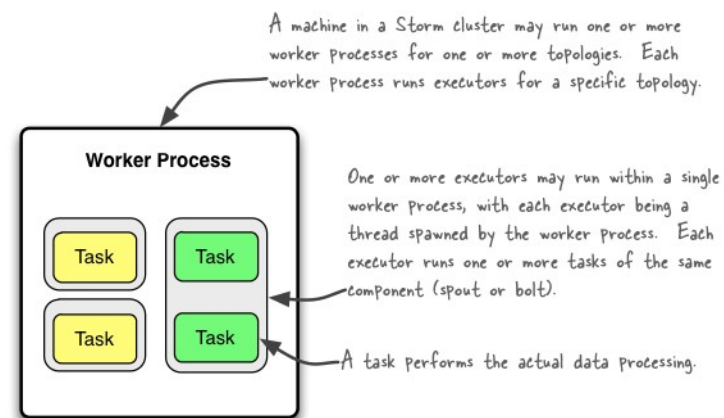 A machine in a Storm cluster may run one or more
worker processes for one or more topologies. Each
worker process runs executors for a specific topology.
Worker Process
One or more executors may run within a single
worker process, with each executor being a
thread spawned by the worker process. Each
executor runs one or more tasks of the same
component (spout or bolt).
Task
Task
Task
Task
A task performs the actual data processing.